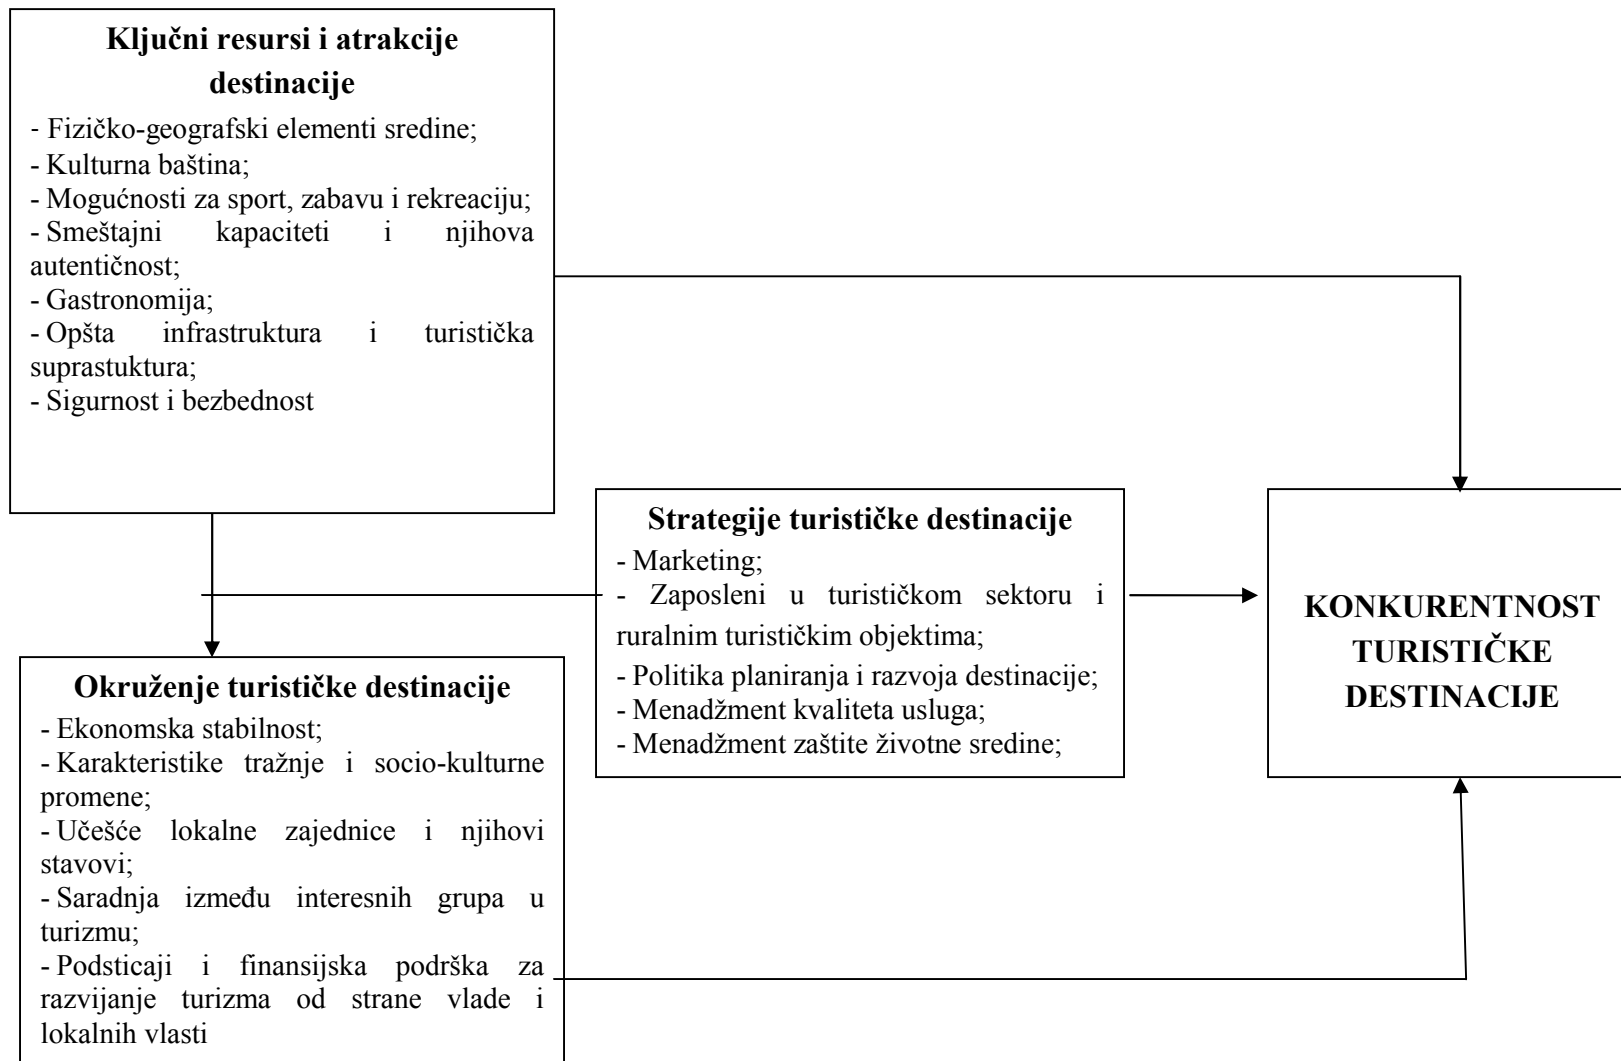 Ključni resursi i atrakcije
destinacije
- Fizičko-geografski elementi sredine;
- Kulturna baština;
- Mogućnosti za sport, zabavu i rekreaciju;
- Smeštajni kapaciteti i njihova
autentičnost;
- Gastronomija;
- Opšta infrastruktura i turistička
suprastuktura;
- Sigurnost i bezbednost
Strategije turističke destinacije
- Marketing;
- Zaposleni u turističkom sektoru i
ruralnim turističkim objektima;
- Politika planiranja i razvoja destinacije;
- Menadžment kvaliteta usluga;
- Menadžment zaštite životne sredine;
KONKURENTNOST
TURISTIČKE
DESTINACIJE
Okruženje turističke destinacije
- Ekonomska stabilnost;
- Karakteristike tražnje i socio-kulturne
promene;
- Učešće lokalne zajednice i njihovi
stavovi;
- Saradnja između interesnih grupa u
turizmu;
- Podsticaji i finansijska podrška za
razvijanje turizma od strane vlade i
lokalnih vlasti